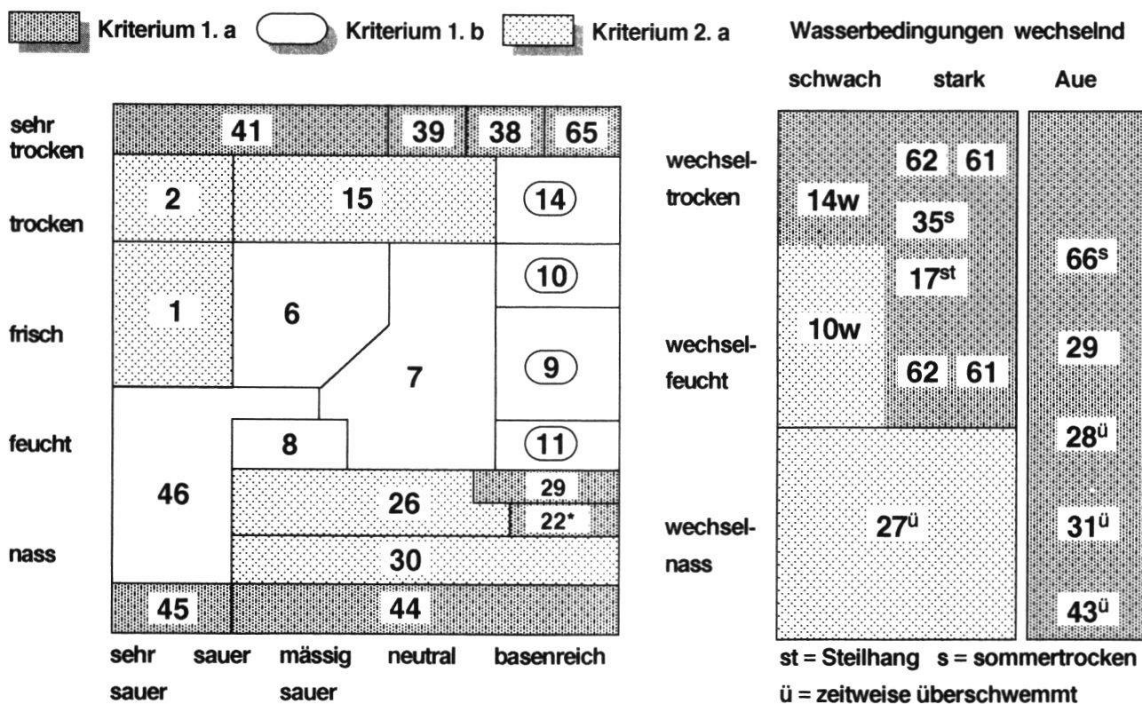 Kriterium 1. a Kriterium 1. b Kriterium 2. a
Wasserbedingungen wechselnd
schwach stark Aue
sehr
trocken
trocken
frisch
feucht
nass
41 39 38 65
2 15 14
1 6 7 10
9
8 11
46 26 29
22*
30
45 44
sehr sauer mässig neutral basenreich
sauer sauer
wechsel-
trocken
wechsel-
feucht
wechsel-
nass
62 61
14w 35ˢ
17ˢᵗ
10w
62 61
27ü
66ˢ
29
28ü
31ü
43ü
st = Steilhang s = sommertrocken
ü = zeitweise überschwemmt